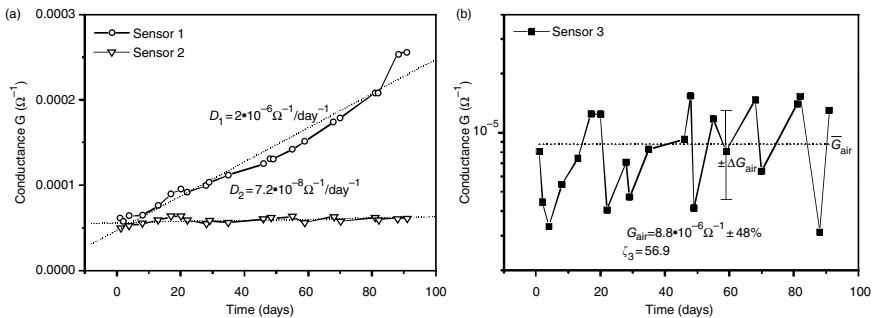 (a)
Sensor 1
Sensor 2
Conductance G (Ω⁻¹)
0.0003
0.0002
0.0001
0.0000
D₁=2•10⁻⁶Ω⁻¹/day⁻¹
D₂=7.2•10⁻⁸Ω⁻¹/day⁻¹
0 20 40 60 80 100
Time (days)
(b)
Sensor 3
Conductance G (Ω⁻¹)
10⁻⁵
G̅air
±ΔGair
Gair=8.8•10⁻⁶Ω⁻¹ ±48%
ζ₃=56.9
0 20 40 60 80 100
Time (days)